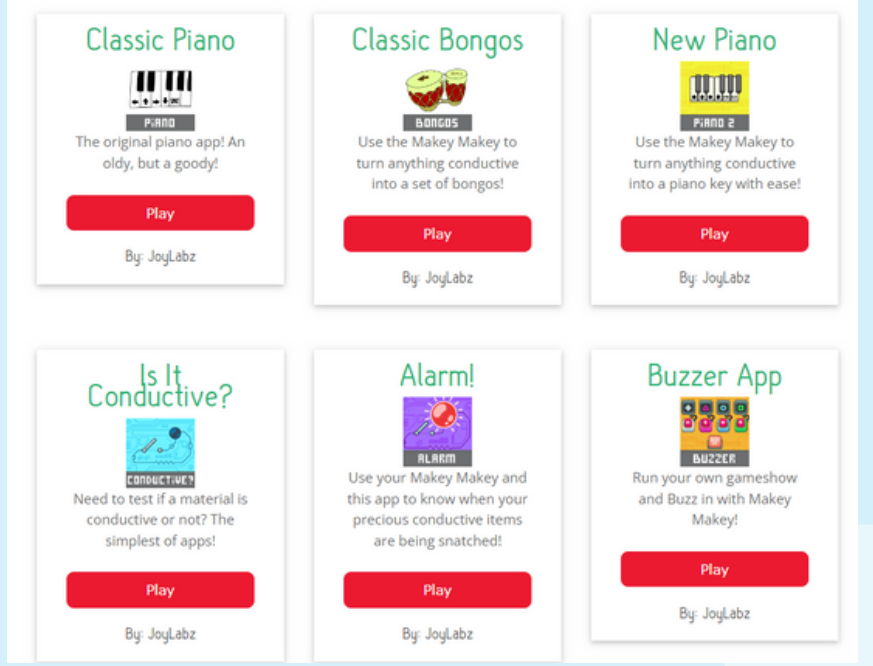 Classic Piano
PIANO
The original piano app! An
oldy, but a goody!
Play
By: JoyLabz
Classic Bongos
BONGOS
Use the Makey Makey to
turn anything conductive
into a set of bongos!
Play
By: JoyLabz
New Piano
PIANO 2
Use the Makey Makey to
turn anything conductive
into a piano key with ease!
Play
By: JoyLabz
Is It
Conductive?
CONDUCTIVE?
Need to test if a material is
conductive or not? The
simplest of apps!
Play
By: JoyLabz
Alarm!
ALARM
Use your Makey Makey and
this app to know when your
precious conductive items
are being snatched!
Play
By: JoyLabz
Buzzer App
BUZZER
Run your own gameshow
and Buzz in with Makey
Makey!
Play
By: JoyLabz